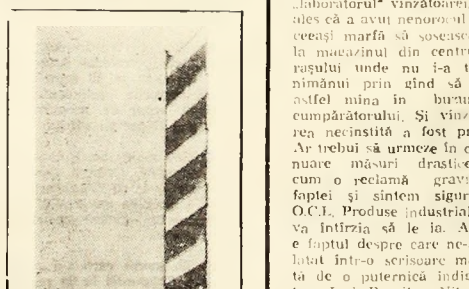 „laboratorul“ vînzătoarei,
ales că a avut nenorocul
ceeași marfă să sosească
la magazinul din centr
rașului unde nu i-a t
nimănui prin gînd să
astfel mîna în buzun
cumpărătorului. Și vînz
rea necinstită a fost pr
Ar trebui să urmeze în c
nuare măsuri drastice
cum o reclamă grav
faptei și sîntem sigur
O.C.L. Produse industrial
va întîrzia să le ia. A
e faptul despre care ne-
latat într-o scrisoare m
tă de o puternică indig